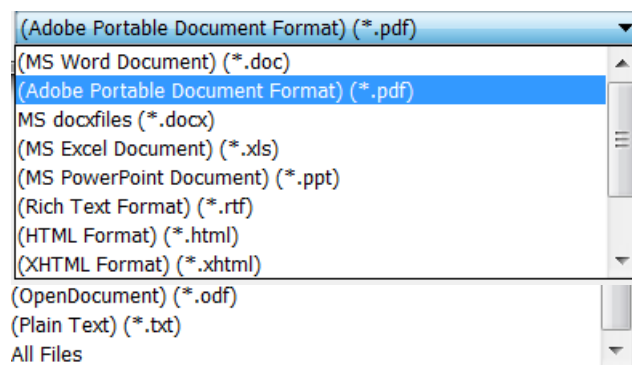 (Adobe Portable Document Format) (*.pdf)
(MS Word Document) (*.doc)
(Adobe Portable Document Format) (*.pdf)
MS docxfiles (*.docx)
(MS Excel Document) (*.xls)
(MS PowerPoint Document) (*.ppt)
(Rich Text Format) (*.rtf)
(HTML Format) (*.html)
(XHTML Format) (*.xhtml)
(OpenDocument) (*.odf)
(Plain Text) (*.txt)
All Files